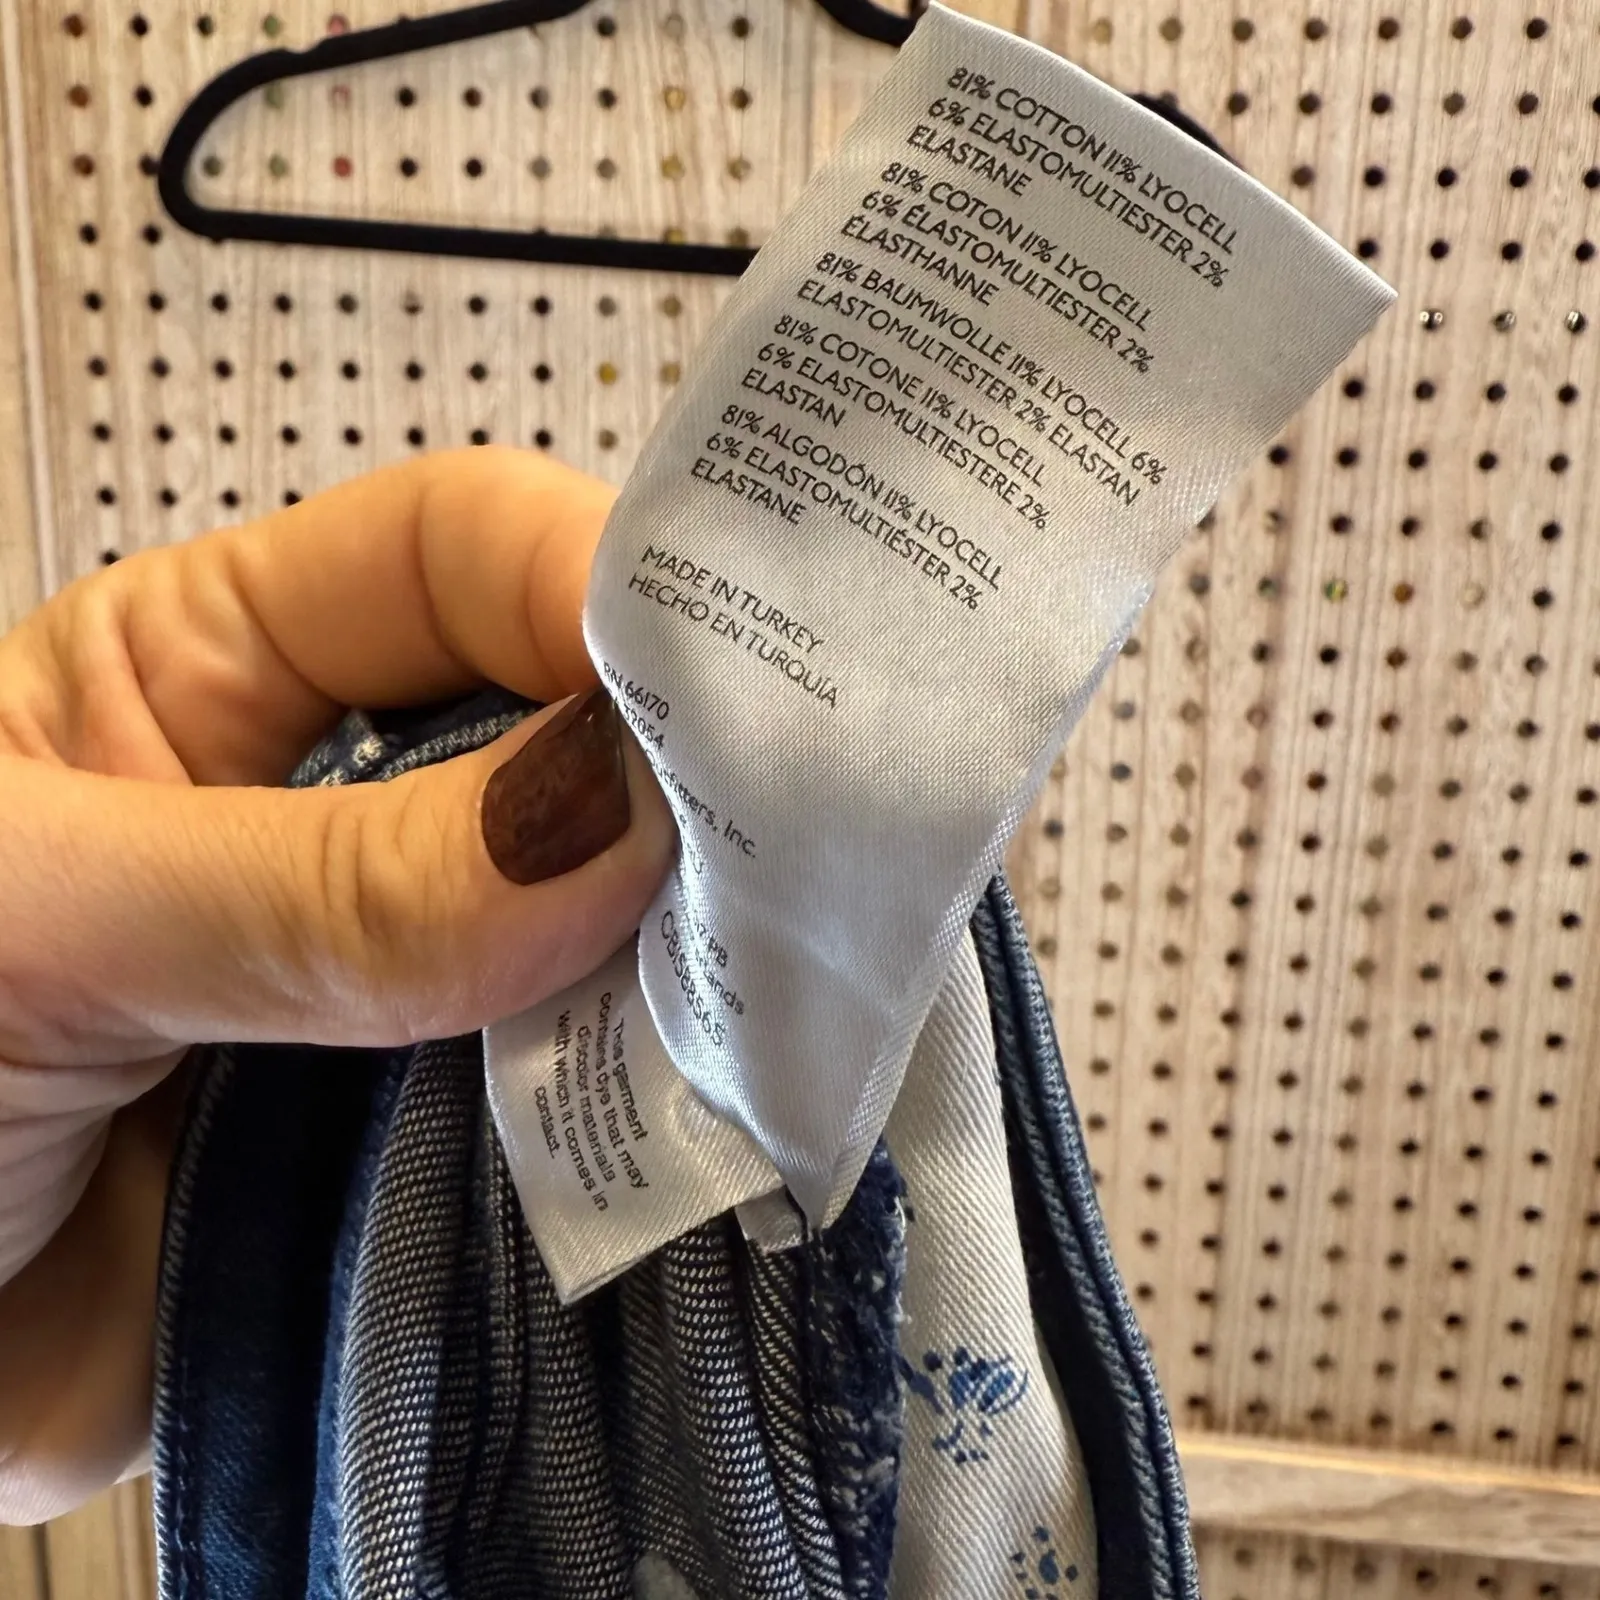 81% COTTON 11% LYOCELL
6% ELASTOMULTIESTER 2%
ELASTANE
81% COTON 11% LYOCELL
6% ÉLASTOMULTIESTER 2%
ÉLASTHANNE
81% BAUMWOLLE 11% LYOCELL 6%
ELASTOMULTIESTER 2% ELASTAN
81% COTONE 11% LYOCELL
6% ELASTOMULTIESTERE 2%
ELASTAN
81% ALGODÓN 11% LYOCELL
6% ELASTOMULTIÉSTER 2%
ELASTANE
MADE IN TURKEY
HECHO EN TURQUÍA
RN 66170
Inc.
This garment
contains dye that may
discolor materials
with which it comes in
contact.